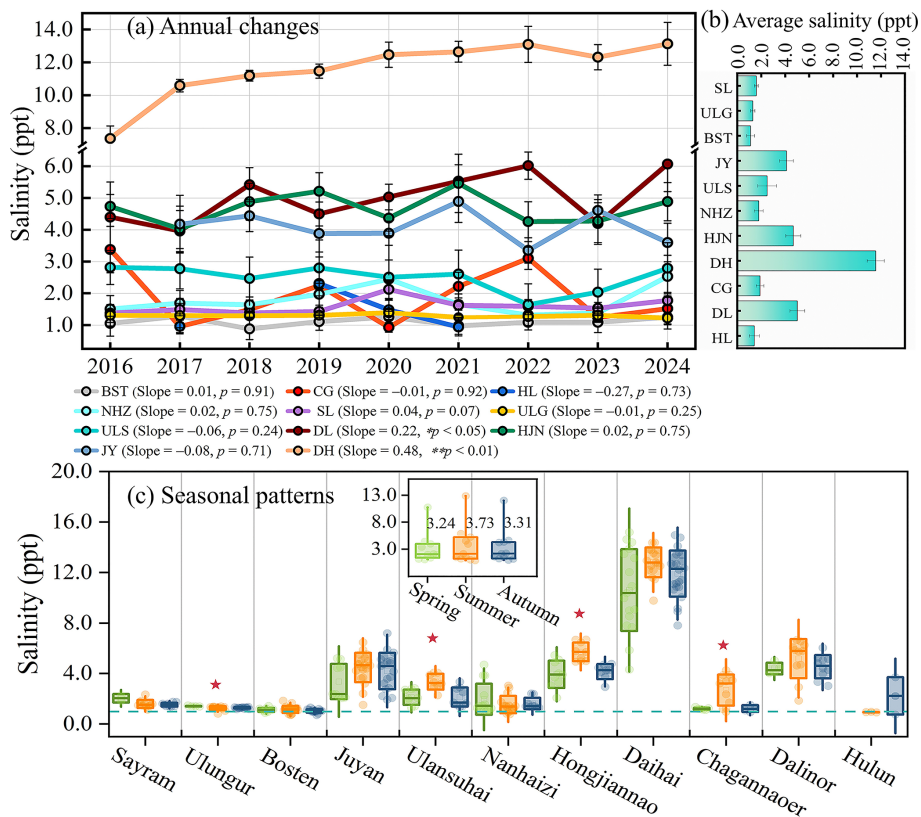 (a) Annual changes
Salinity (ppt)
14.0
12.0
10.0
8.0
6.0
5.0
4.0
3.0
2.0
1.0
2016 2017 2018 2019 2020 2021 2022 2023 2024
BST (Slope = 0.01, p = 0.91) CG (Slope = −0.01, p = 0.92) HL (Slope = −0.27, p = 0.73)
NHZ (Slope = 0.02, p = 0.75) SL (Slope = 0.04, p = 0.07) ULG (Slope = −0.01, p = 0.25)
ULS (Slope = −0.06, p = 0.24) DL (Slope = 0.22, *p < 0.05) HJN (Slope = 0.02, p = 0.75)
JY (Slope = −0.08, p = 0.71) DH (Slope = 0.48, **p < 0.01)
(b) Average salinity (ppt)
0.0 2.0 4.0 6.0 8.0 10.0 12.0 14.0
SL
ULG
BST
JY
ULS
NHZ
HJN
DH
CG
DL
HL
(c) Seasonal patterns
Salinity (ppt)
20.0
16.0
12.0
8.0
4.0
0.0
13.0
8.0
3.0
3.24 3.73 3.31
Spring Summer Autumn
Sayram Ulungur Bosten Juyan Ulansuhai Nanhaizi Hongjiannao Daihai Chagannaoer Dalinor Hulun